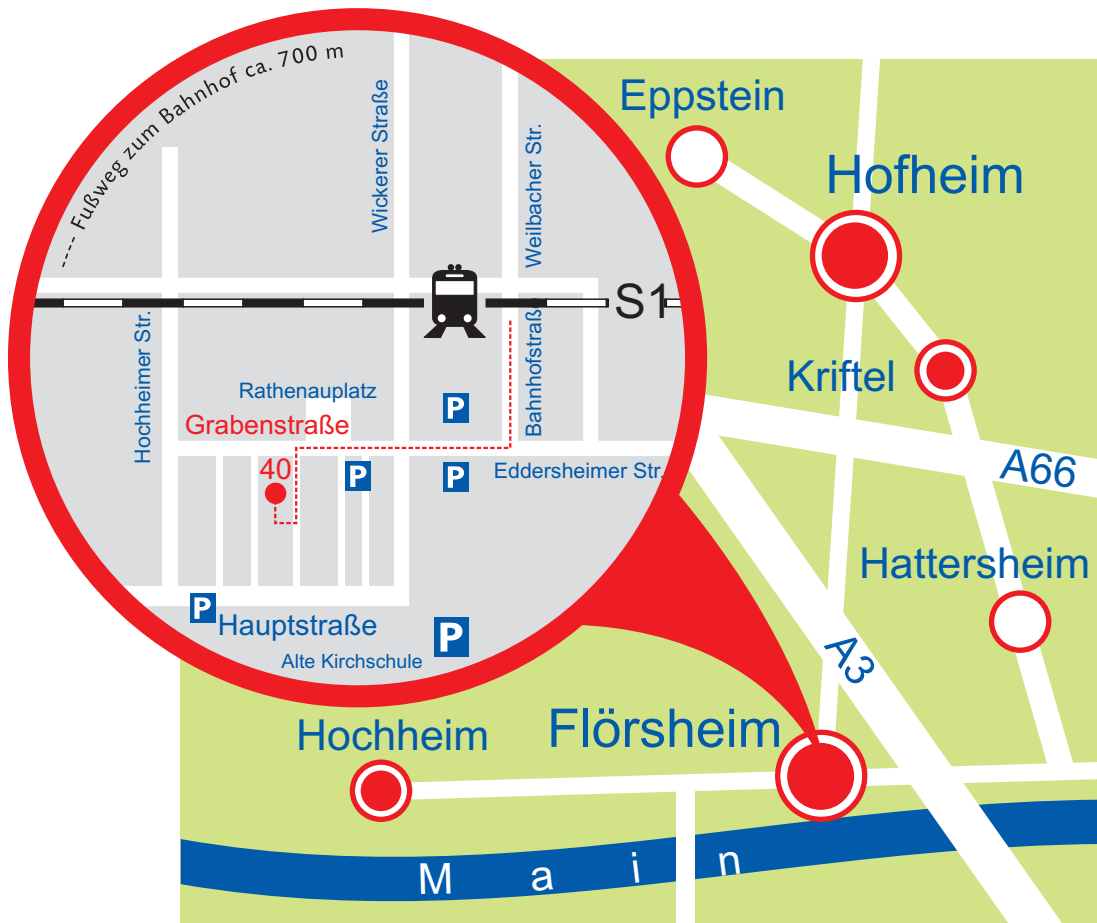 ----- Fußweg zum Bahnhof ca. 700 m
Wickerer Straße
Weilbacher Str.
Eppstein
Hofheim
S1
Hochheimer Str.
Bahnhofstraße
Kriftel
Rathenauplatz
P
Grabenstraße
40
P
P
Eddersheimer Str.
A66
Hattersheim
P
Hauptstraße
P
Alte Kirchschule
A3
Hochheim
Flörsheim
Main